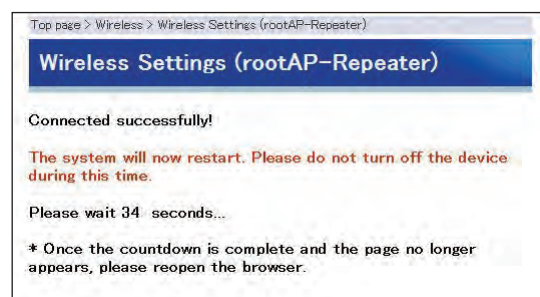 Top page > Wireless > Wireless Settings (rootAP-Repeater)
Wireless Settings (rootAP-Repeater)
Connected successfully!
The system will now restart. Please do not turn off the device
during this time.
Please wait 34 seconds...
* Once the countdown is complete and the page no longer
appears, please reopen the browser.